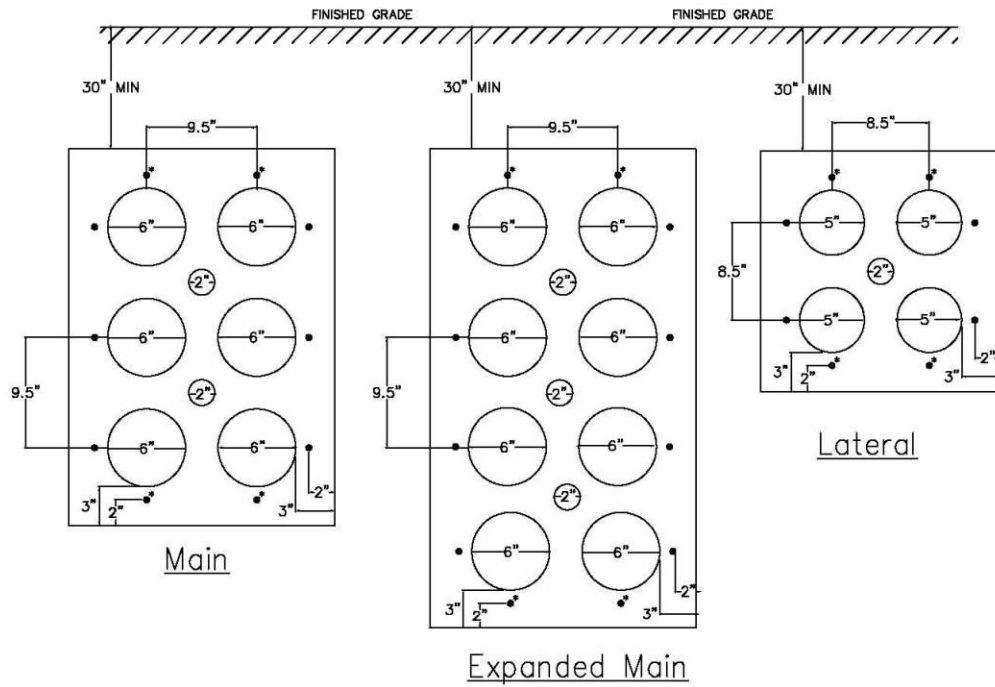 FINISHED GRADE FINISHED GRADE
30" MIN 30" MIN 30" MIN
9.5" 9.5" 8.5"
* * * * * *
6" 6" 6" 6" 5" 5"
2" 2" 2"
8.5"
6" 6" 6" 6" 5" 5"
9.5" 2" 9.5" 2" 3" 2" * * 3" 2"
6" 6" 6" 6"
Lateral
3" 2" * * 3" 2" 2"
Main
6" 6"
3" 2" * * 3" 2"
Expanded Main